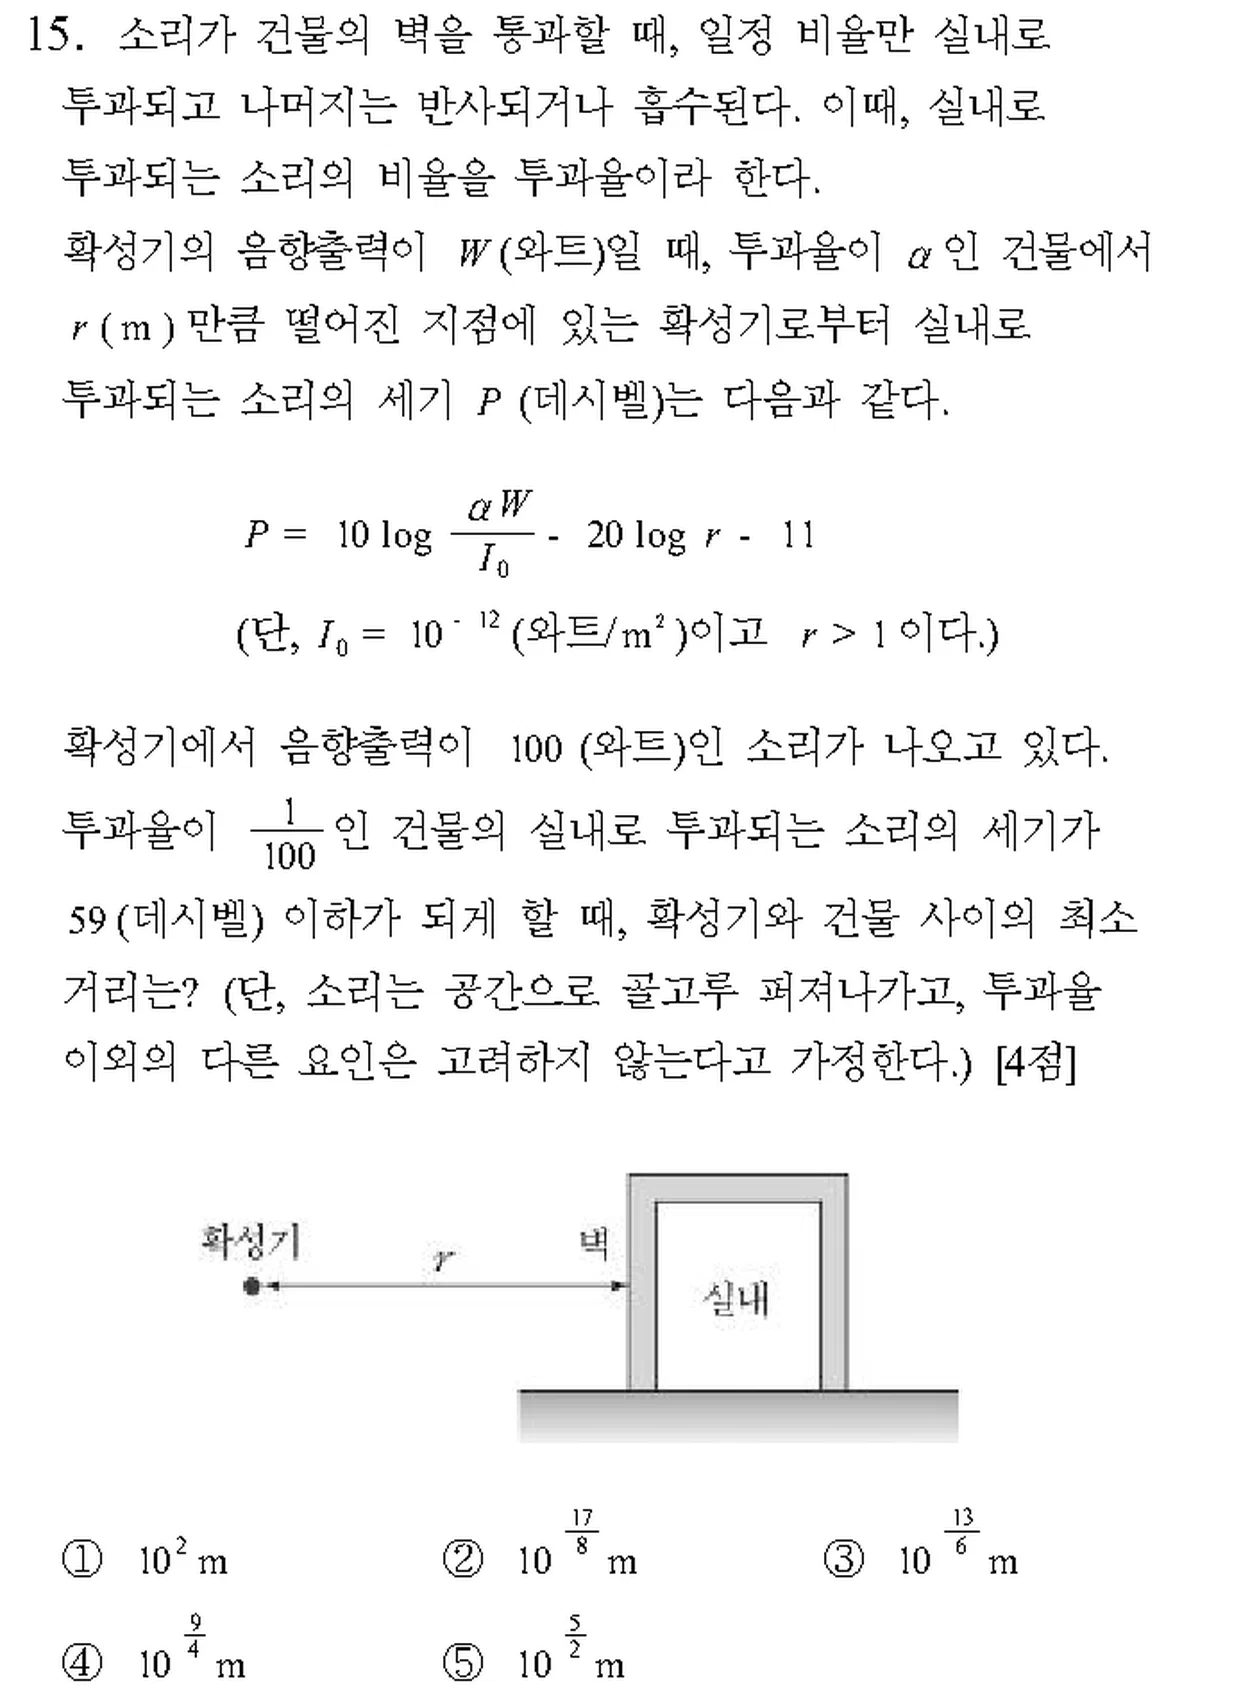 15. 소리가 건물의 벽을 통과할 때, 일정 비율만 실내로
투과되고 나머지는 반사되거나 흡수된다. 이때, 실내로
투과되는 소리의 비율을 투과율이라 한다.
확성기의 음향출력이 W(와트)일 때, 투과율이 α인 건물에서
r(m)만큼 떨어진 지점에 있는 확성기로부터 실내로
투과되는 소리의 세기 P (데시벨)는 다음과 같다.
P = 10 log αW/I₀ - 20 log r - 11
(단, I₀ = 10⁻¹²(와트/m²)이고 r > 1이다.)
확성기에서 음향출력이 100 (와트)인 소리가 나오고 있다.
투과율이 1/100인 건물의 실내로 투과되는 소리의 세기가
59(데시벨) 이하가 되게 할 때, 확성기와 건물 사이의 최소
거리는? (단, 소리는 공간으로 골고루 퍼져나가고, 투과율
이외의 다른 요인은 고려하지 않는다고 가정한다.) [4점]
확성기 r 벽
실내
① 10² m ② 10^(17/8) m ③ 10^(13/6) m
④ 10^(9/4) m ⑤ 10^(5/2) m